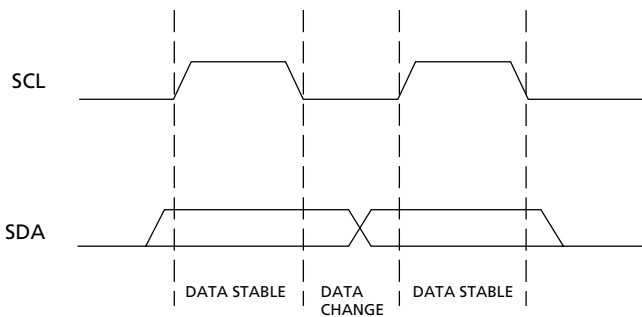 SCL
SDA
DATA STABLE
DATA
CHANGE
DATA STABLE